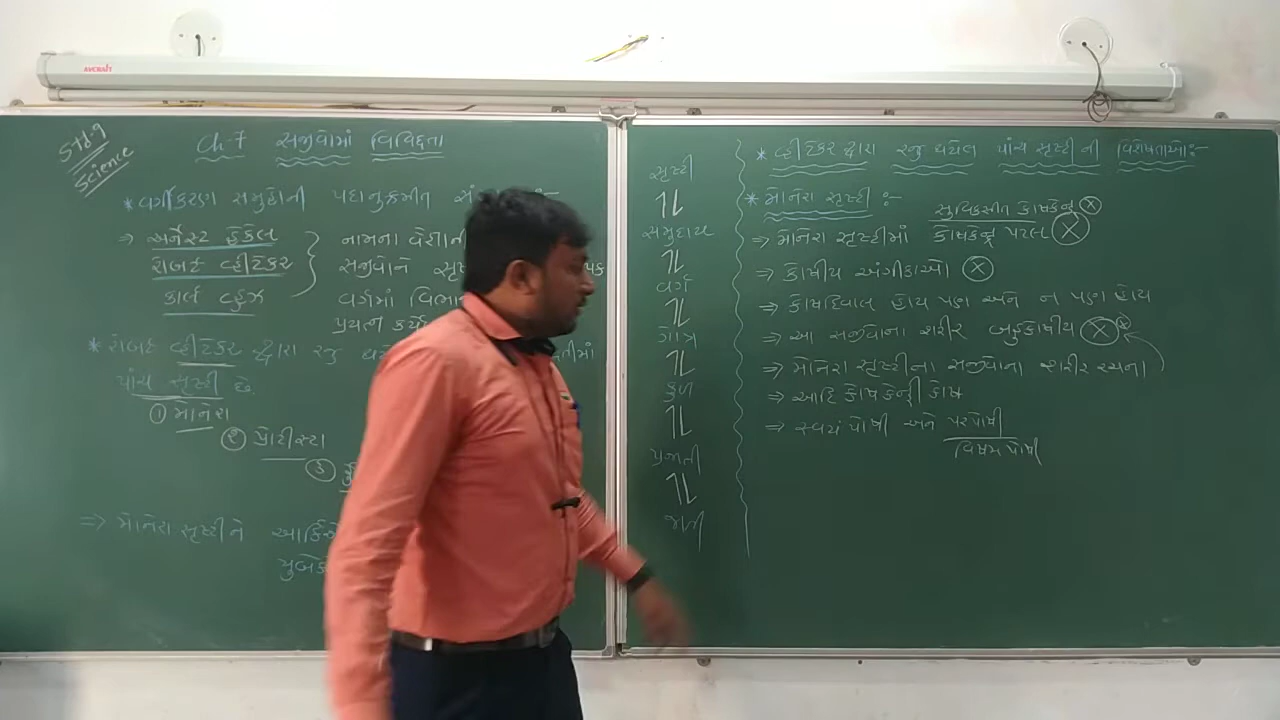 AVCRAFT
Std 9
Science
Ch-7 સજીવોમાં વિવિધતા
* વર્ગીકરણ સમુહોની પદાનુક્રમીત
⇒ અર્નેસ્ટ હેકેલ
રોબર્ટ વ્હીટેકર
કાર્લ વુઝ
નામના
સજીવોને
વર્ગમાં
પ્રયત્ન કર્યો
* રોબર્ટ વ્હીટેકર દ્વારા રજુ
પાંચ સૃષ્ટી છે.
① મોનેરા
② પ્રોટીસ્ટા
③
⇒ મોનેરા સૃષ્ટીને
સૃષ્ટી
સમુદાય
વર્ગ
ગોત્ર
કુળ
પ્રજાતી
જાતી
* વ્હીટેકર દ્વારા રજુ થયેલ પાંચ સૃષ્ટી ની વિશેષતાઓ:-
* મોનેરા સૃષ્ટી :-
સુવિકસીત કોષકેન્દ્ર ⓧ
⇒ મોનેરા સૃષ્ટીમાં કોષકેન્દ્ર પટલ ⓧ
⇒ કોષીય અંગીકાઓ ⓧ
⇒ કોષદિવાલ હોય પણ અને ન પણ હોય
⇒ આ સજીવોના શરીર બહુકોષીય ⓧ
⇒ મોનેરા સૃષ્ટીના સજીવોના શરીર રચના
⇒ આદિ કોષકેન્દ્રી કોષ
⇒ સ્વયંપોષી અને પરપોષી
વિષમપોષી